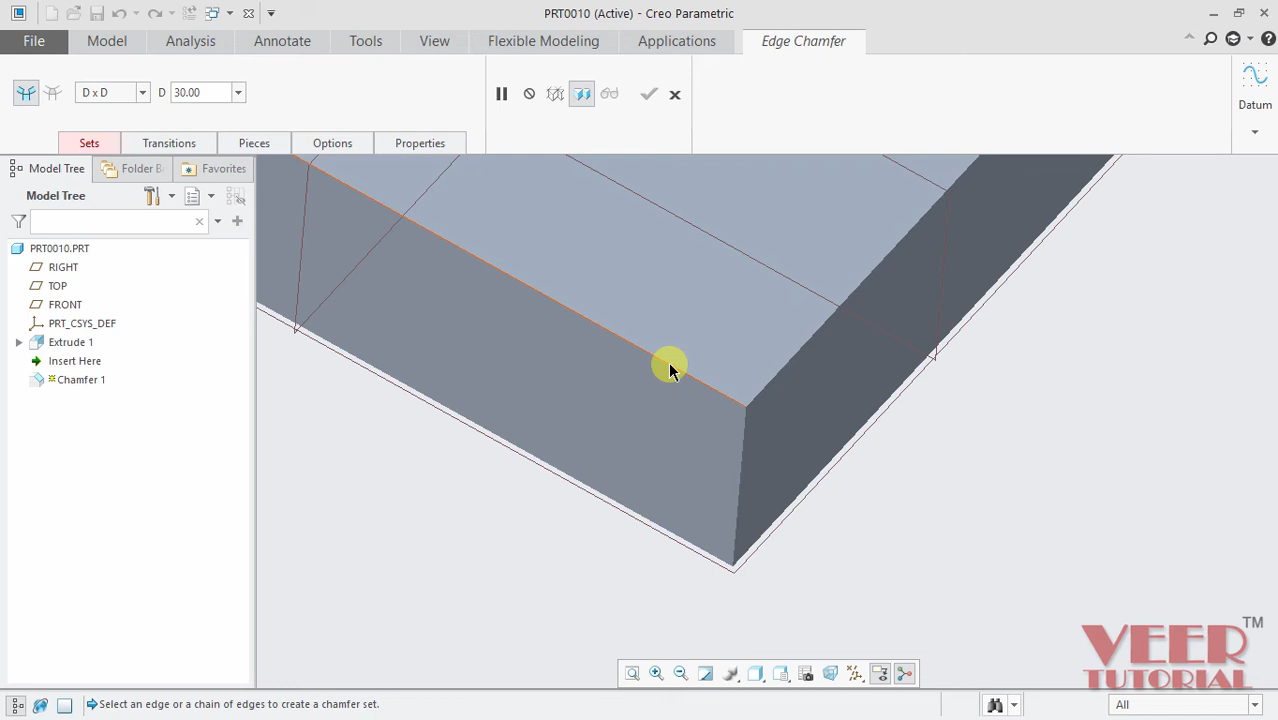 PRT0010 (Active) - Creo Parametric
File Model Analysis Annotate Tools View Flexible Modeling Applications Edge Chamfer
D x D D 30.00
Datum
Sets Transitions Pieces Options Properties
Model Tree Folder B Favorites
Model Tree
PRT0010.PRT
RIGHT
TOP
FRONT
PRT_CSYS_DEF
Extrude 1
Insert Here
Chamfer 1
VEER TM
TUTORIAL
Select an edge or a chain of edges to create a chamfer set.
All